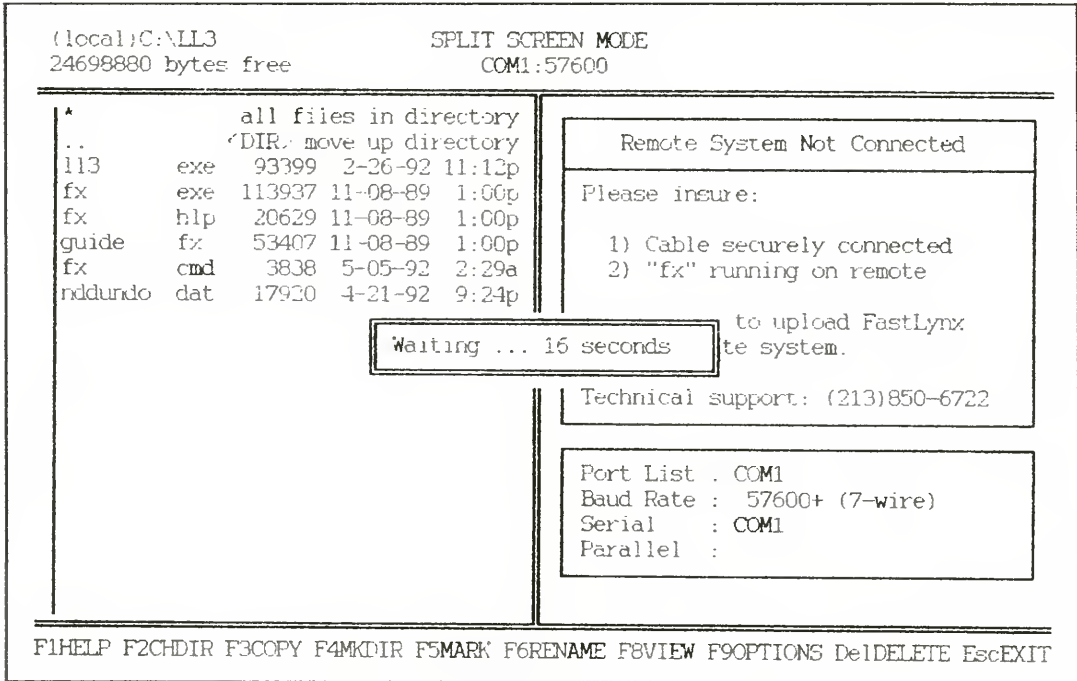 (local)C:\LL3
24698880 bytes free
SPLIT SCREEN MODE
COM1:57600
* all files in directory
.. <DIR> move up directory
ll3 exe 93399 2-26-92 11:12p
fx exe 113937 11-08-89 1:00p
fx hlp 20629 11-08-89 1:00p
guide fx 53407 11-08-89 1:00p
fx cmd 3838 5-05-92 2:29a
nddundo dat 17920 4-21-92 9:24p
Remote System Not Connected
Please insure:
1) Cable securely connected
2) "fx" running on remote
to upload FastLynx
te system.
Technical support: (213)850-6722
Waiting ... 16 seconds
Port List . COM1
Baud Rate : 57600+ (7-wire)
Serial : COM1
Parallel :
F1HELP F2CHDIR F3COPY F4MKDIR F5MARK F6RENAME F8VIEW F9OPTIONS DelDELETE EscEXIT